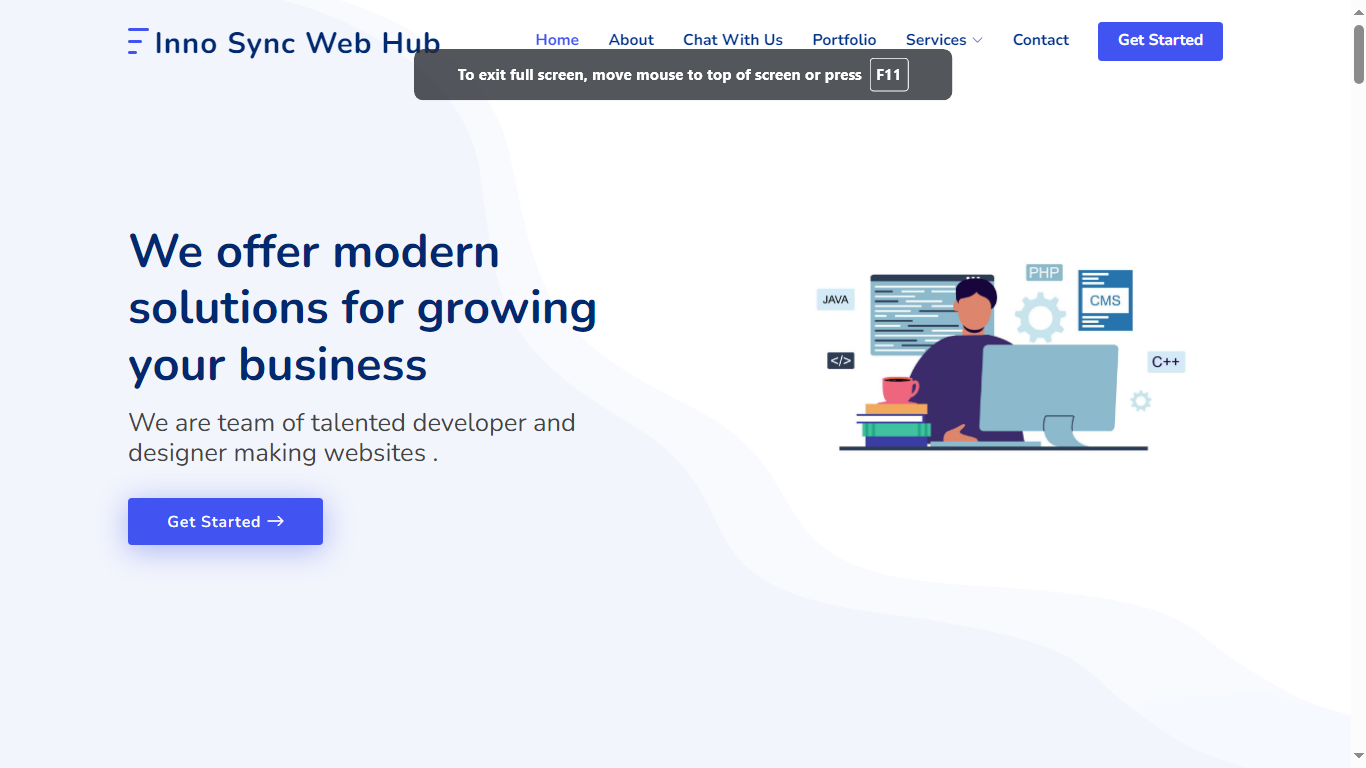 Inno Sync Web Hub
Home About Chat With Us Portfolio Services Contact Get Started
To exit full screen, move mouse to top of screen or press F11
We offer modern
solutions for growing
your business
We are team of talented developer and
designer making websites .
Get Started →
PHP
JAVA
CMS
</>
C++